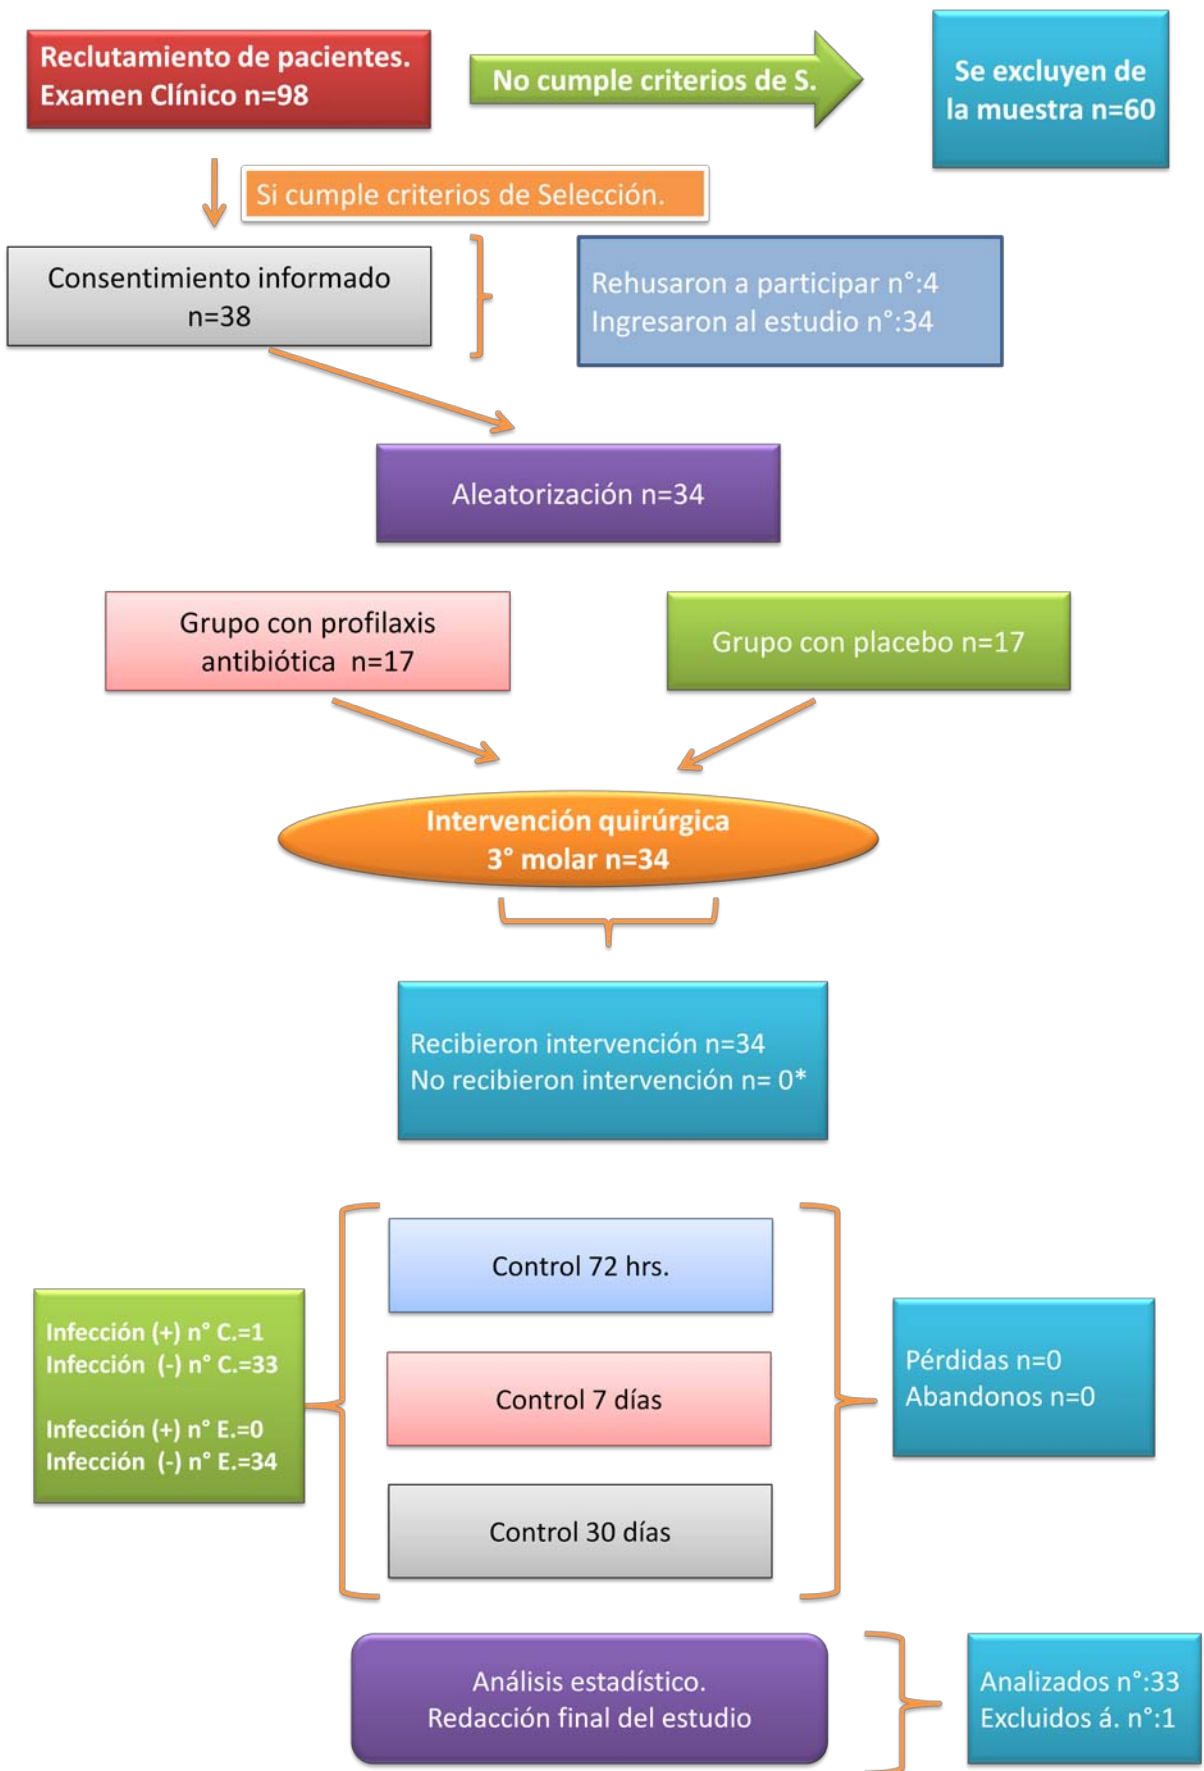 Reclutamiento de pacientes.
Examen Clínico n=98
No cumple criterios de S.
Se excluyen de
la muestra n=60
Si cumple criterios de Selección.
Consentimiento informado
n=38
Rehusaron a participar n°:4
Ingresaron al estudio n°:34
Aleatorización n=34
Grupo con profilaxis
antibiótica n=17
Grupo con placebo n=17
Intervención quirúrgica
3° molar n=34
Recibieron intervención n=34
No recibieron intervención n= 0*
Control 72 hrs.
Infección (+) n° C.=1
Infección (-) n° C.=33
Infección (+) n° E.=0
Infección (-) n° E.=34
Control 7 días
Pérdidas n=0
Abandonos n=0
Control 30 días
Análisis estadístico.
Redacción final del estudio
Analizados n°:33
Excluidos á. n°:1